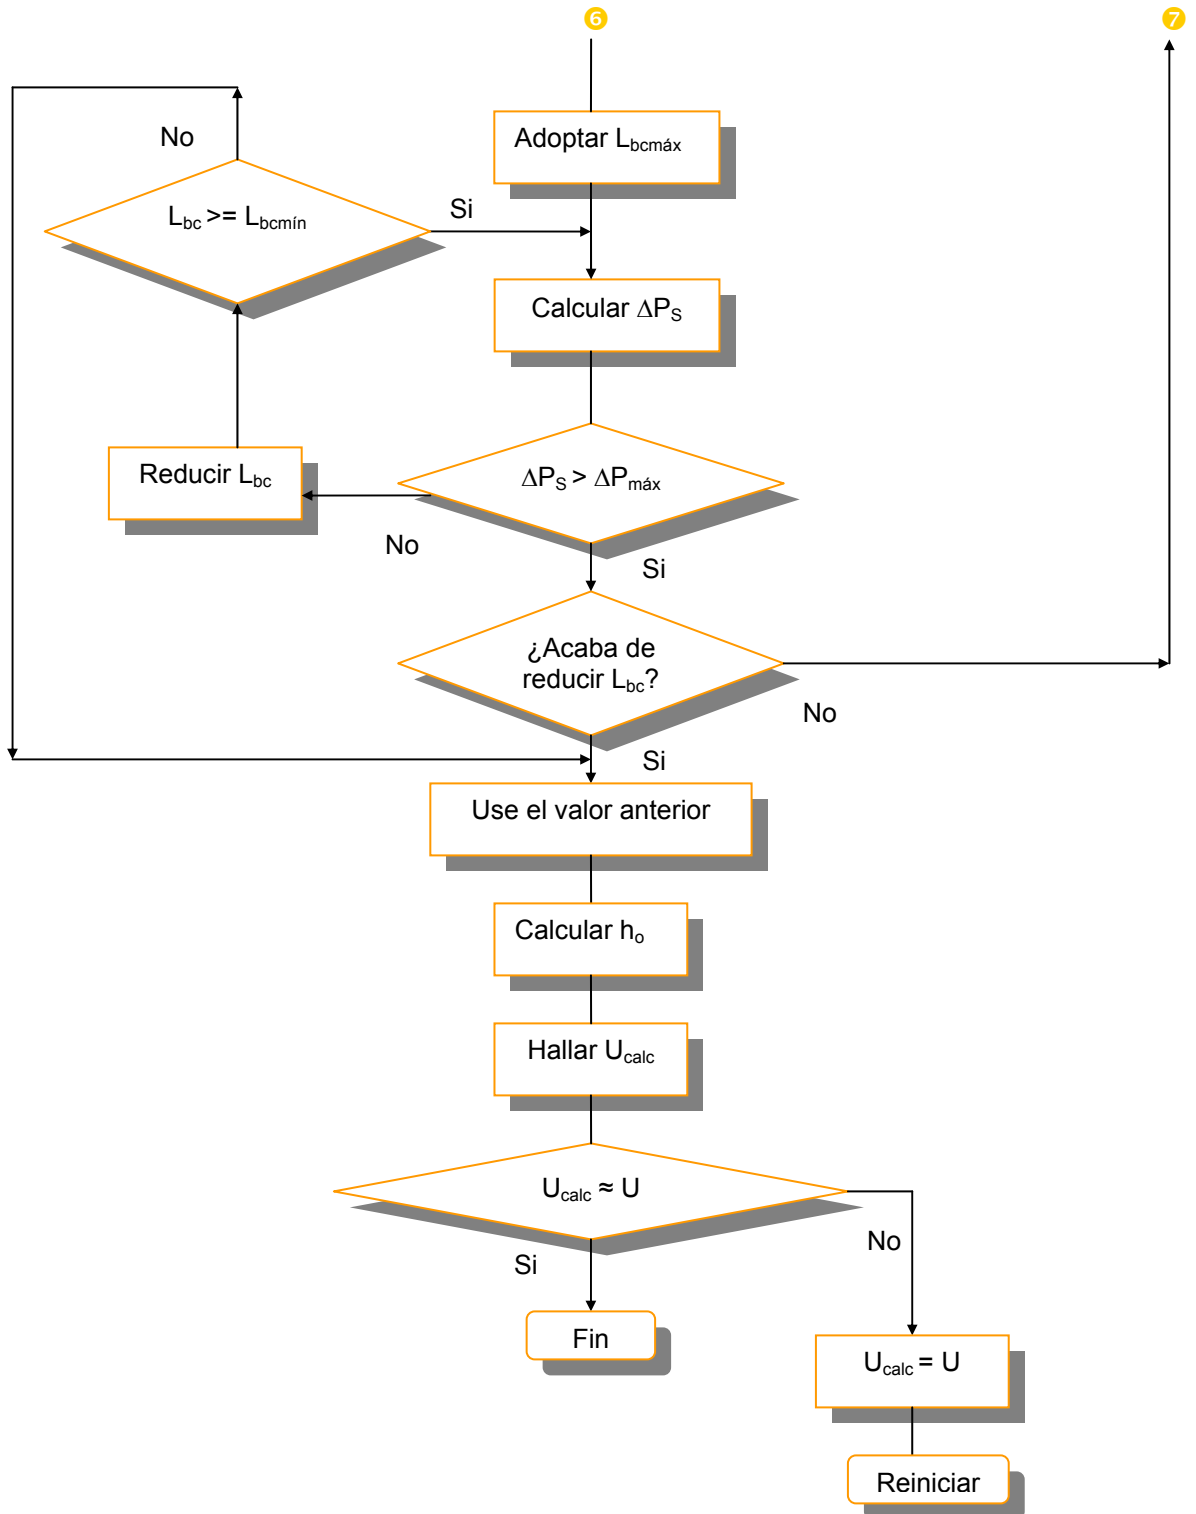 6
7
Adoptar Lbcmáx
No
Lbc >= Lbcmín
Si
Calcular ΔPS
Reducir Lbc
ΔPS > ΔPmáx
No
Si
¿Acaba de
reducir Lbc?
No
Si
Use el valor anterior
Calcular ho
Hallar Ucalc
Ucalc ≈ U
No
Si
Fin
Ucalc = U
Reiniciar